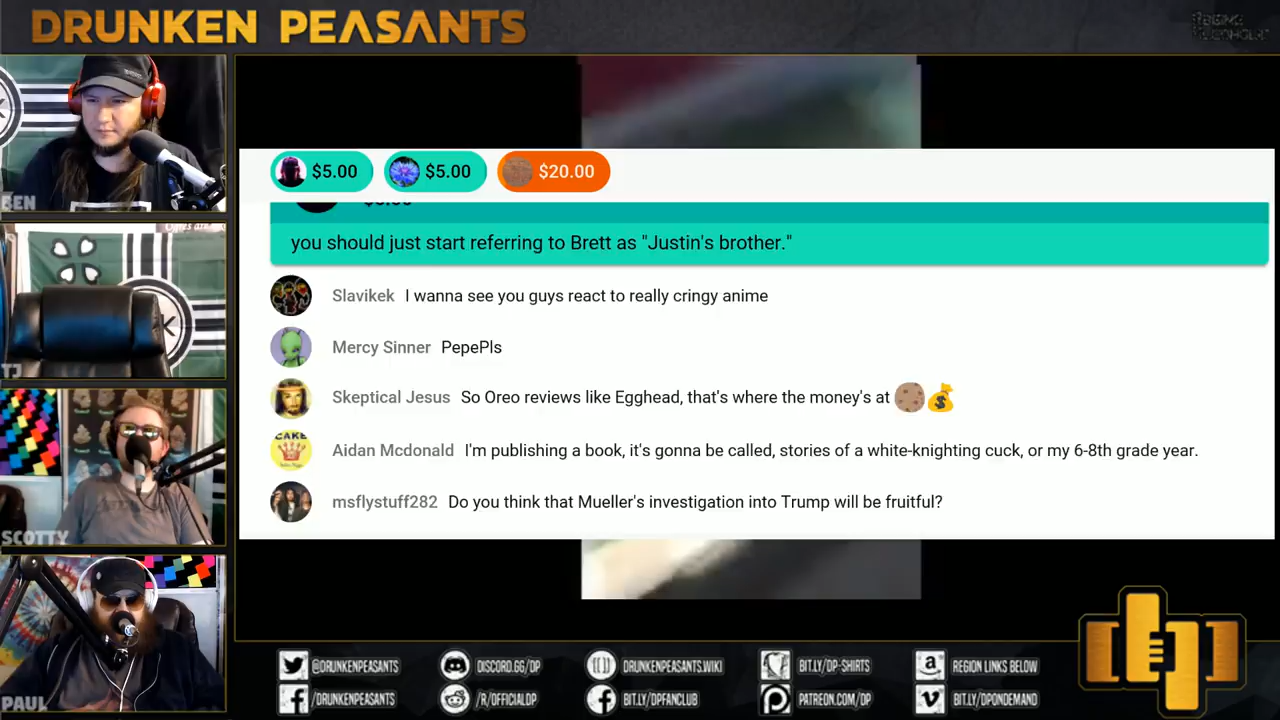 DRUNKEN PEASANTS
BEN
TJ
SCOTTY
PAUL
$5.00
$5.00
$20.00
you should just start referring to Brett as "Justin's brother."
Slavikek I wanna see you guys react to really cringy anime
Mercy Sinner PepePls
Skeptical Jesus So Oreo reviews like Egghead, that's where the money's at
CAKE
Aidan Mcdonald I'm publishing a book, it's gonna be called, stories of a white-knighting cuck, or my 6-8th grade year.
msflystuff282 Do you think that Mueller's investigation into Trump will be fruitful?
@DRUNKENPEASANTS
DISCORD.GG/DP
DRUNKENPEASANTS.WIKI
BIT.LY/DP-SHIRTS
REGION LINKS BELOW
/DRUNKENPEASANTS
/R/OFFICIALDP
BIT.LY/DPFANCLUB
PATREON.COM/DP
BIT.LY/DPONDEMAND